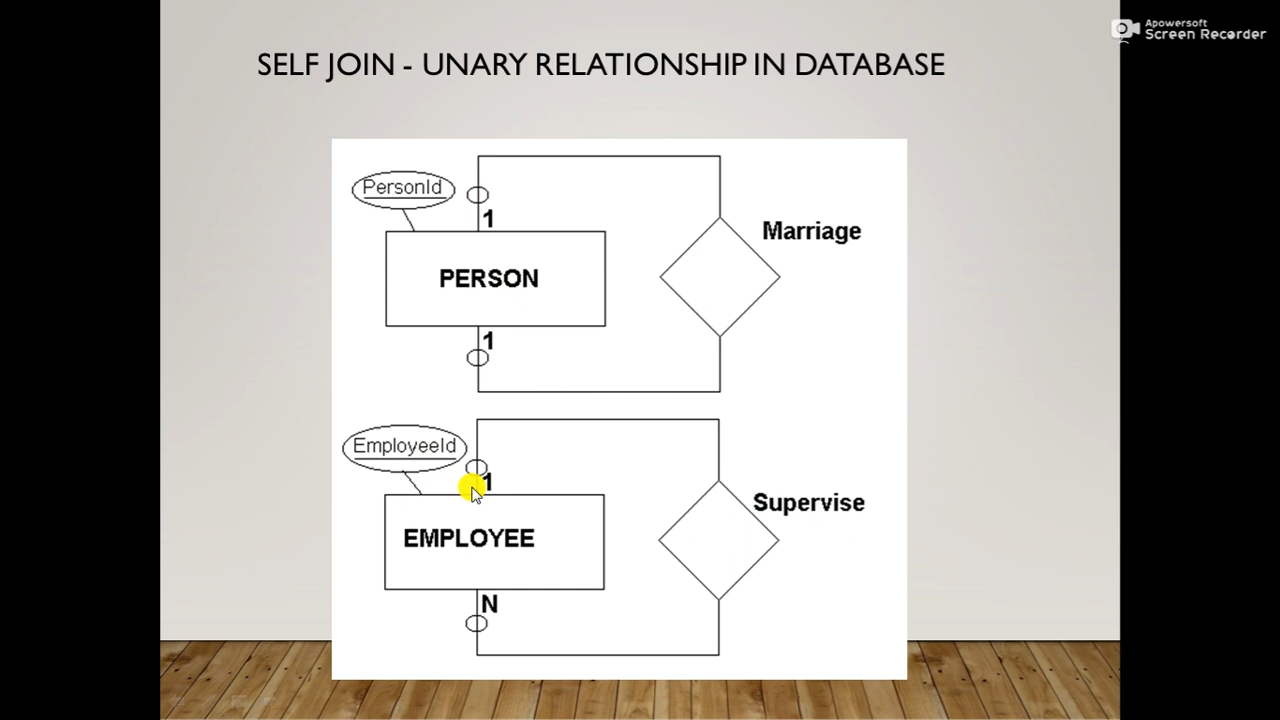 Apowersoft
Screen Recorder
SELF JOIN - UNARY RELATIONSHIP IN DATABASE
PersonId
1
Marriage
PERSON
1
EmployeeId
1
Supervise
EMPLOYEE
N